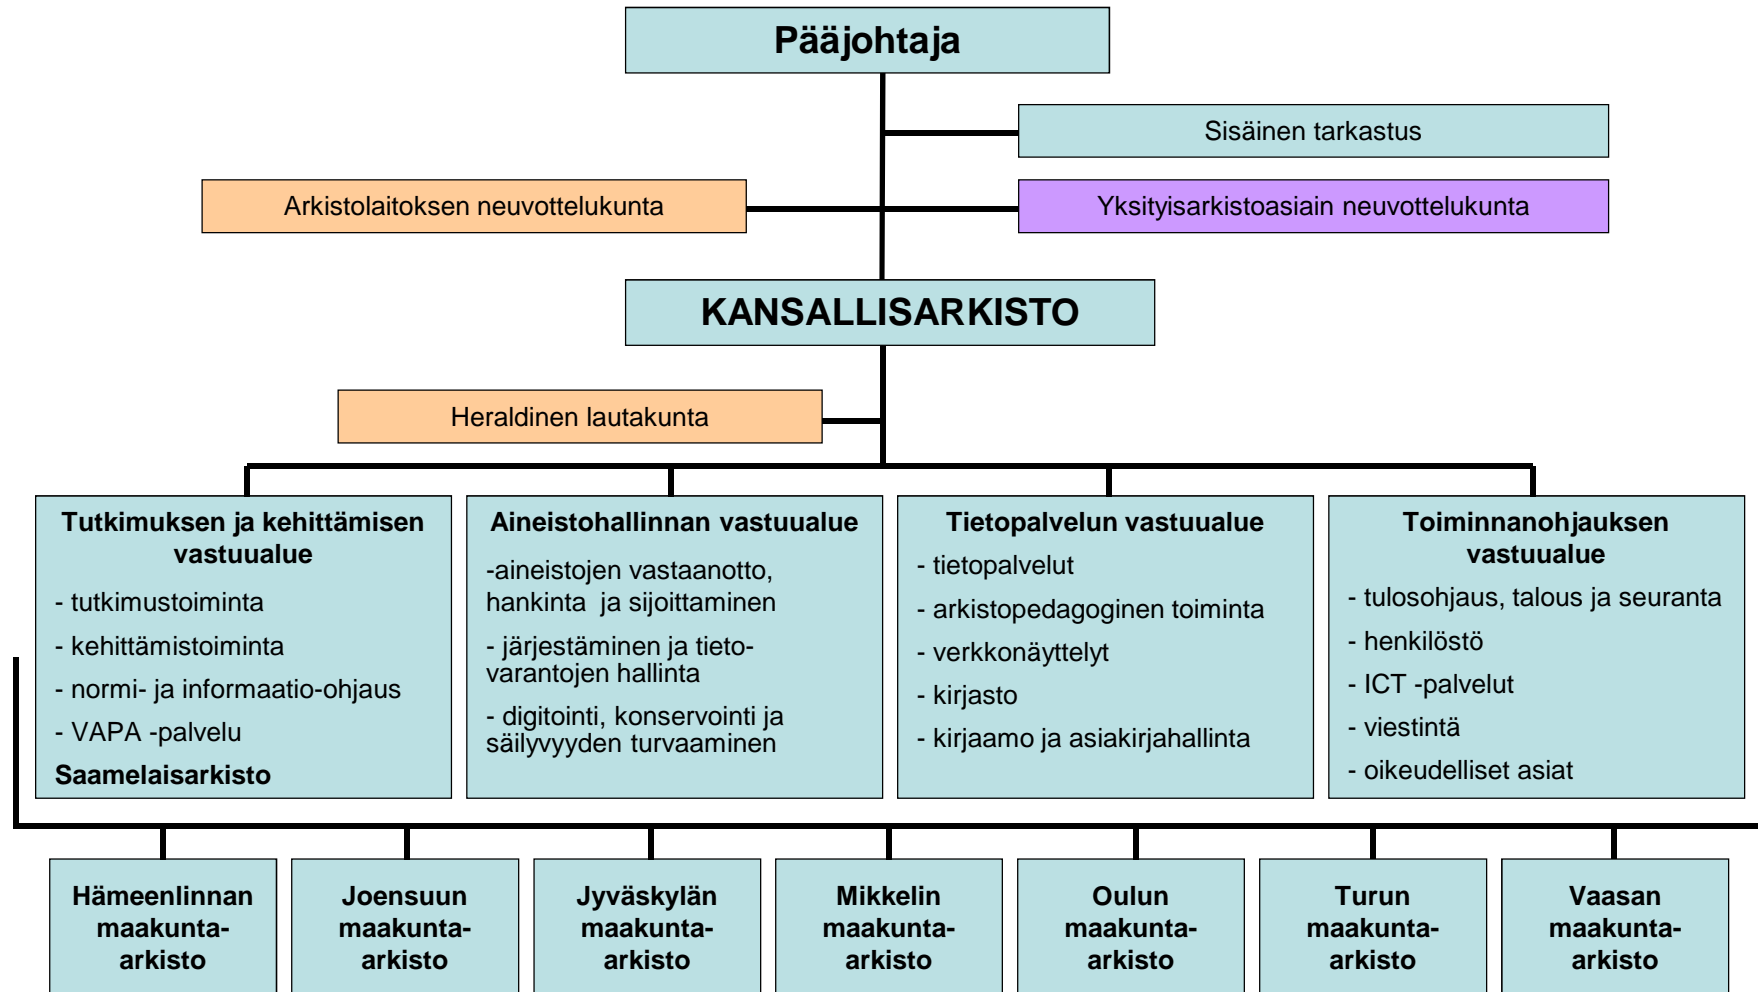 Pääjohtaja
Sisäinen tarkastus
Arkistolaitoksen neuvottelukunta
Yksityisarkistoasiain neuvottelukunta
KANSALLISARKISTO
Heraldinen lautakunta
Tutkimuksen ja kehittämisen
vastuualue
- tutkimustoiminta
- kehittämistoiminta
- normi- ja informaatio-ohjaus
- VAPA -palvelu
Saamelaisarkisto
Aineistohallinnan vastuualue
-aineistojen vastaanotto,
hankinta ja sijoittaminen
- järjestäminen ja tieto-
varantojen hallinta
- digitointi, konservointi ja
säilyvyyden turvaaminen
Tietopalvelun vastuualue
- tietopalvelut
- arkistopedagoginen toiminta
- verkkonäyttelyt
- kirjasto
- kirjaamo ja asiakirjahallinta
Toiminnanohjauksen
vastuualue
- tulosohjaus, talous ja seuranta
- henkilöstö
- ICT -palvelut
- viestintä
- oikeudelliset asiat
Hämeenlinnan
maakunta-
arkisto
Joensuun
maakunta-
arkisto
Jyväskylän
maakunta-
arkisto
Mikkelin
maakunta-
arkisto
Oulun
maakunta-
arkisto
Turun
maakunta-
arkisto
Vaasan
maakunta-
arkisto